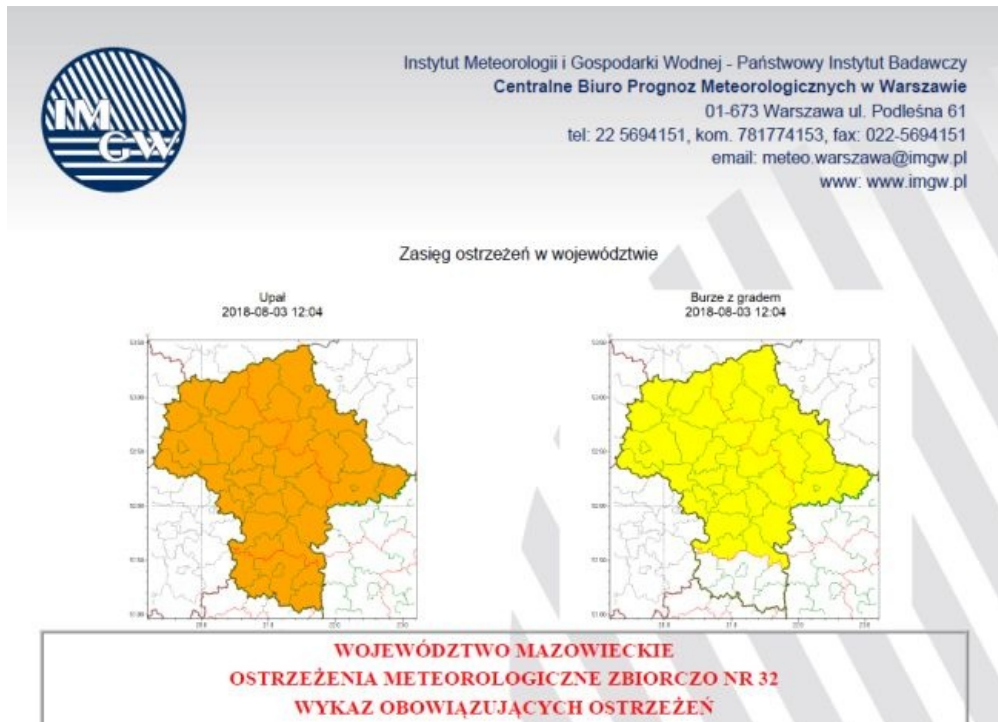 IMGW
Instytut Meteorologii i Gospodarki Wodnej - Państwowy Instytut Badawczy
Centralne Biuro Prognoz Meteorologicznych w Warszawie
01-673 Warszawa ul. Podleśna 61
tel: 22 5694151, kom. 781774153, fax: 022-5694151
email: meteo.warszawa@imgw.pl
www: www.imgw.pl
Zasięg ostrzeżeń w województwie
Upał
2018-08-03 12:04
Burze z gradem
2018-08-03 12:04
WOJEWÓDZTWO MAZOWIECKIE
OSTRZEŻENIA METEOROLOGICZNE ZBIORCZO NR 32
WYKAZ OBOWIĄZUJĄCYCH OSTRZEŻEŃ